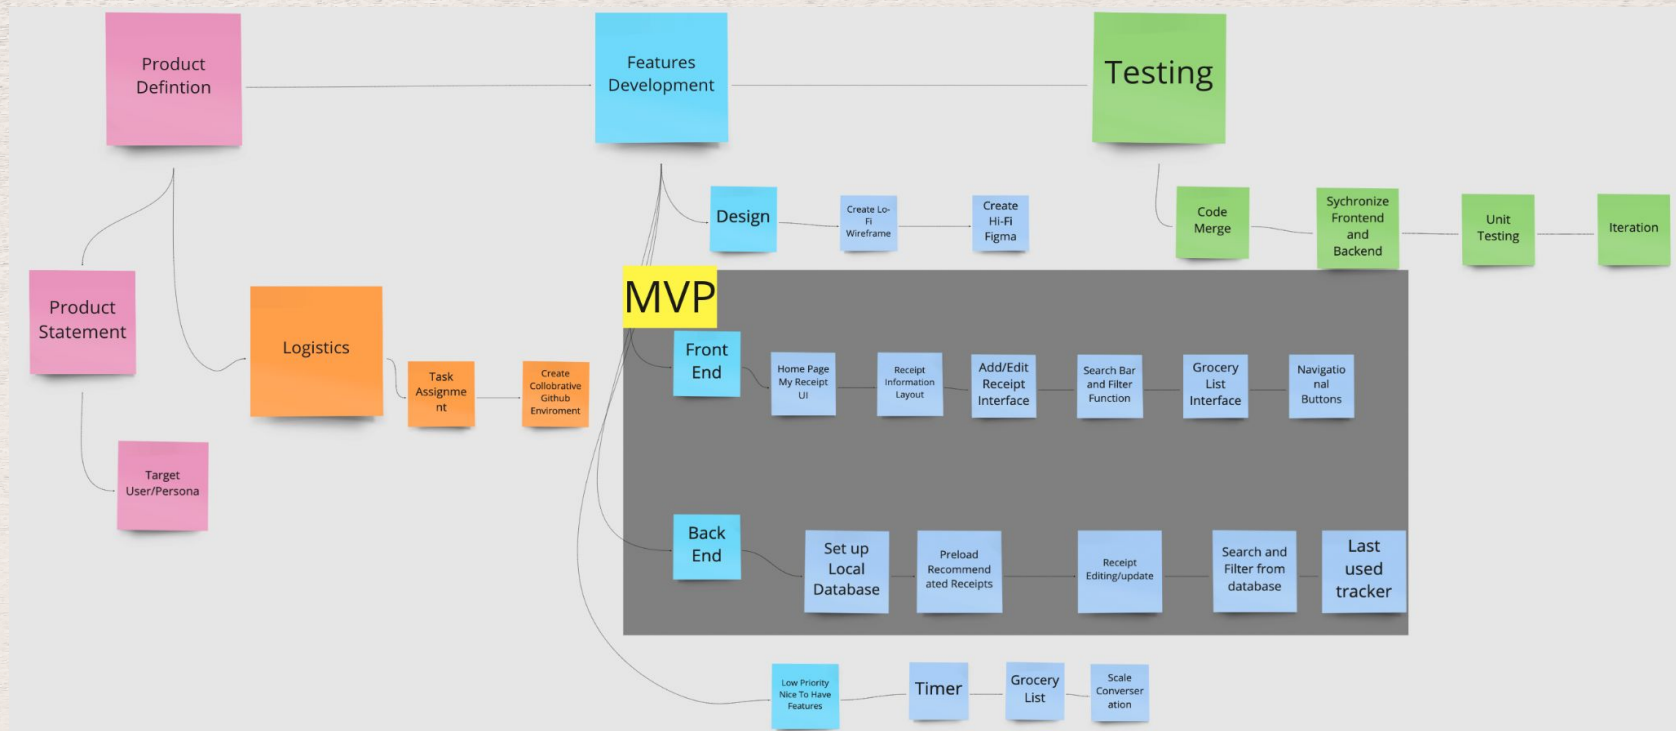 Product
Defintion
Features
Development
Testing
Design
Create Lo-
Fi
Wireframe
Create
Hi-Fi
Figma
Code
Merge
Sychronize
Frontend
and
Backend
Unit
Testing
Iteration
Product
Statement
Logistics
Task
Assignme
nt
Create
Collobrative
Github
Enviroment
Target
User/Persona
MVP
Front
End
Home Page
My Receipt
UI
Receipt
Information
Layout
Add/Edit
Receipt
Interface
Search Bar
and Filter
Function
Grocery
List
Interface
Navigatio
nal
Buttons
Back
End
Set up
Local
Database
Preload
Recommend
ated Receipts
Receipt
Editing/update
Search and
Filter from
database
Last
used
tracker
Low Priority
Nice To Have
Features
Timer
Grocery
List
Scale
Converser
ation